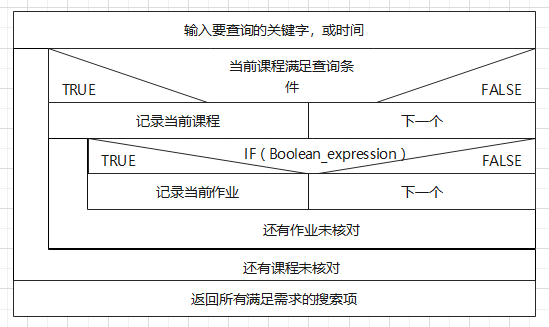 输入要查询的关键字，或时间
当前课程满足查询条
件
TRUE
FALSE
记录当前课程
下一个
IF（Boolean_expression）
TRUE
FALSE
记录当前作业
下一个
还有作业未核对
还有课程未核对
返回所有满足需求的搜索项